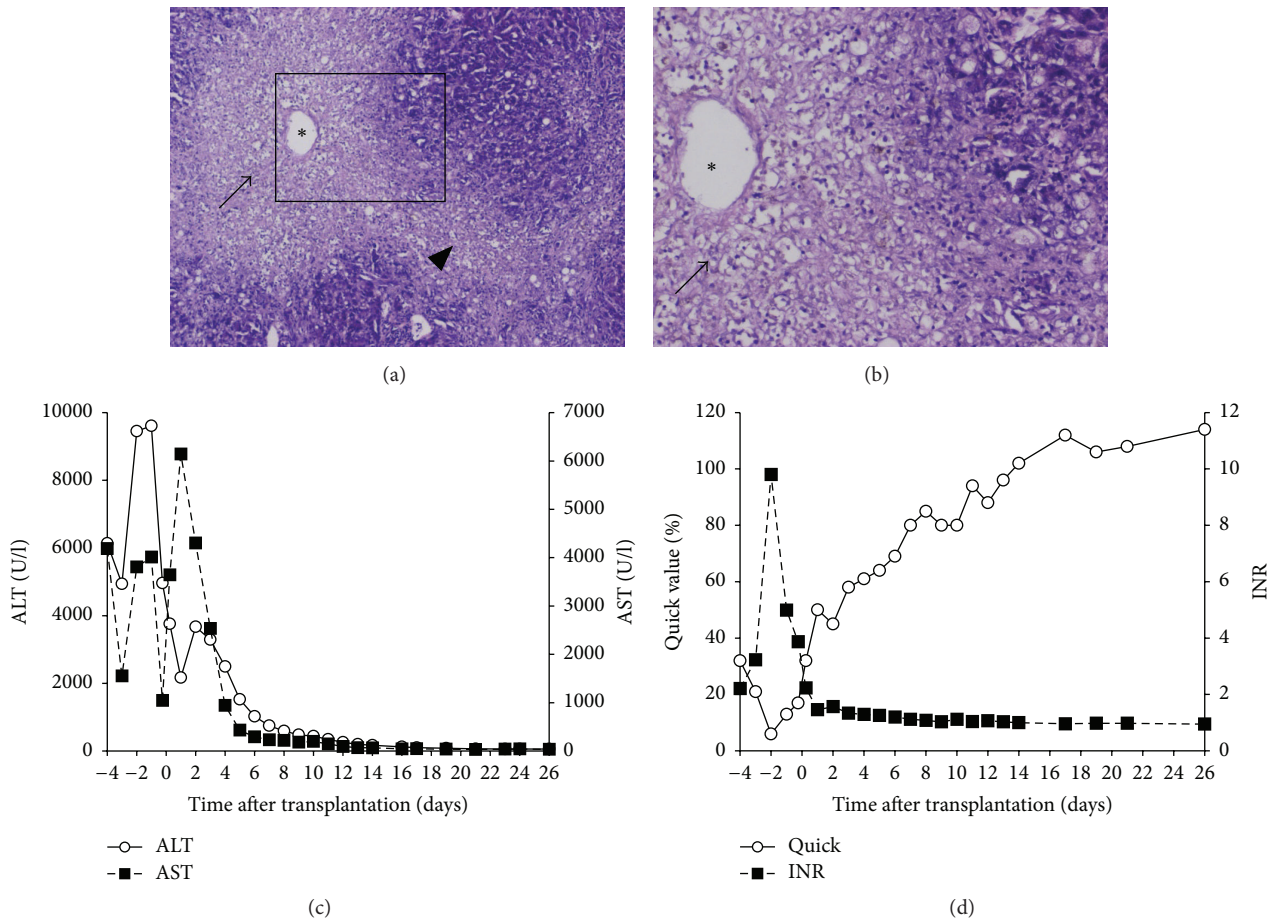 *
*
(a)
(b)
10000
8000
6000
4000
2000
0
ALT (U/l)
7000
6000
5000
4000
3000
2000
1000
0
AST (U/l)
−4 −2 0 2 4 6 8 10 12 14 16 18 20 22 24 26
Time after transplantation (days)
ALT
AST
(c)
120
100
80
60
40
20
0
Quick value (%)
12
10
8
6
4
2
0
INR
−4 −2 0 2 4 6 8 10 12 14 16 18 20 22 24 26
Time after transplantation (days)
Quick
INR
(d)